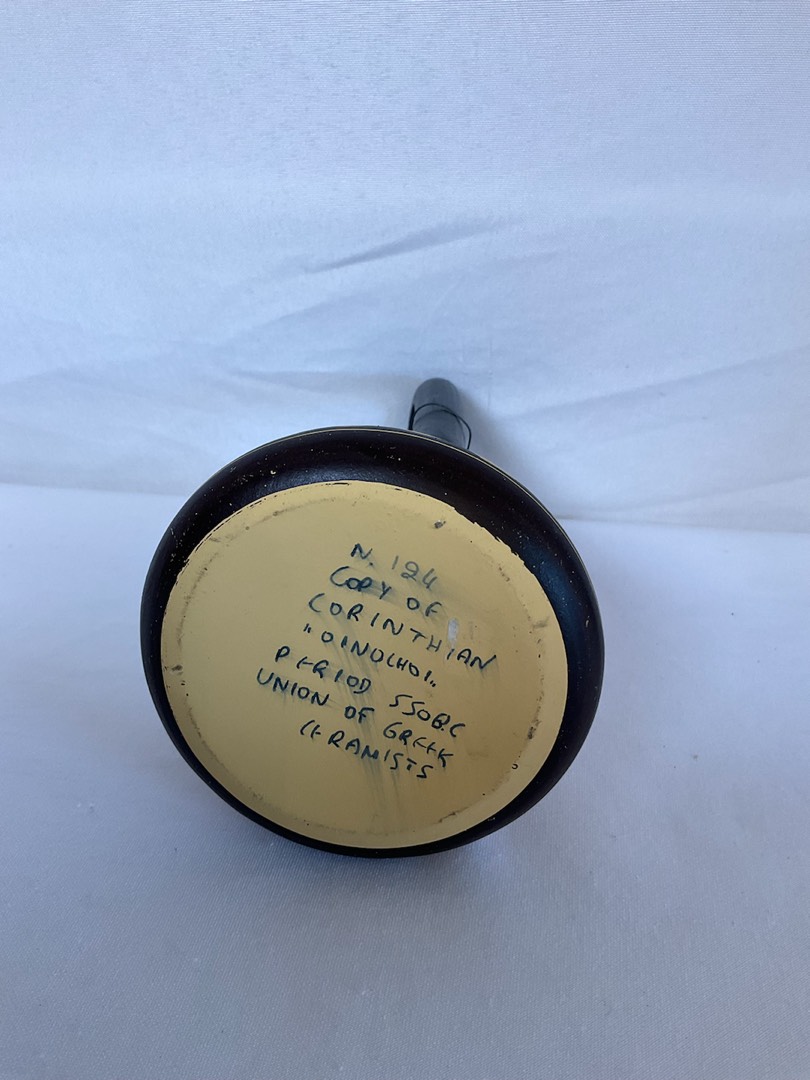 N. 124
COPY OF
CORINTHIAN
"OINOCHOI"
PERIOD 550B.C
UNION OF GREEK
CERAMISTS